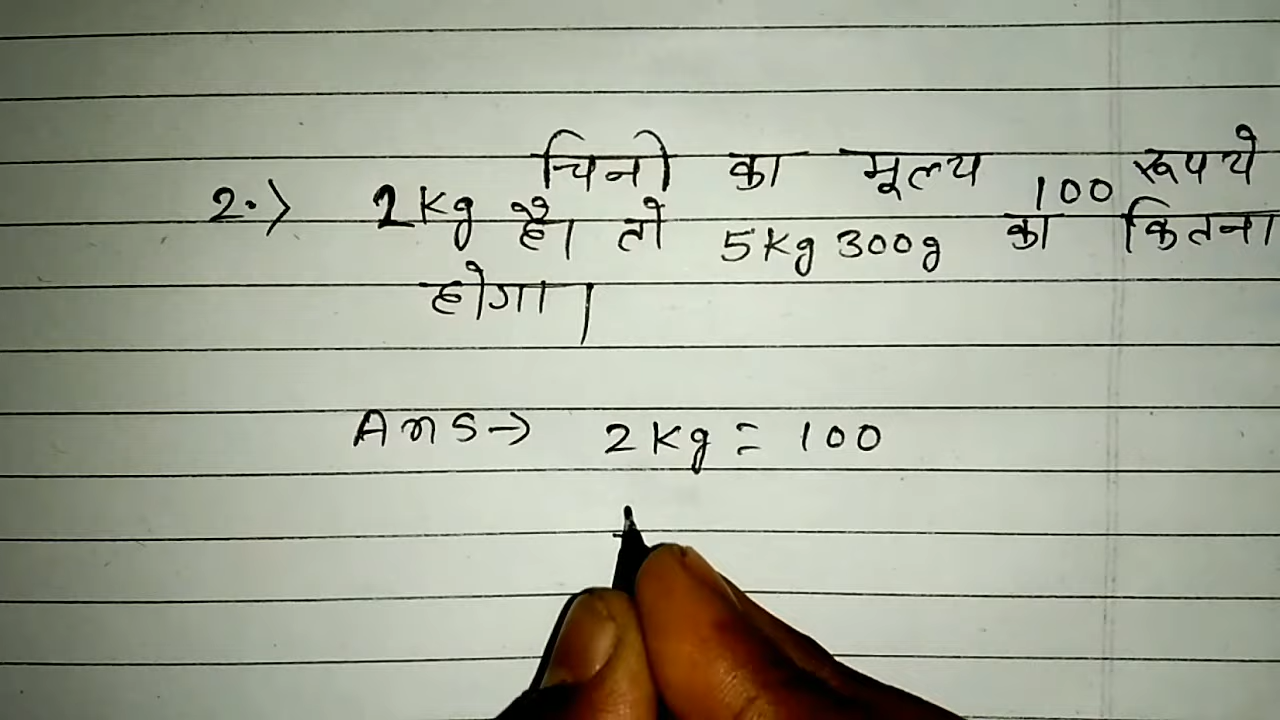 चिनी का मूल्य 100 रूपये
2.> 2Kg है। तो 5Kg 300g का कितना
होगा।
Ans→ 2Kg = 100